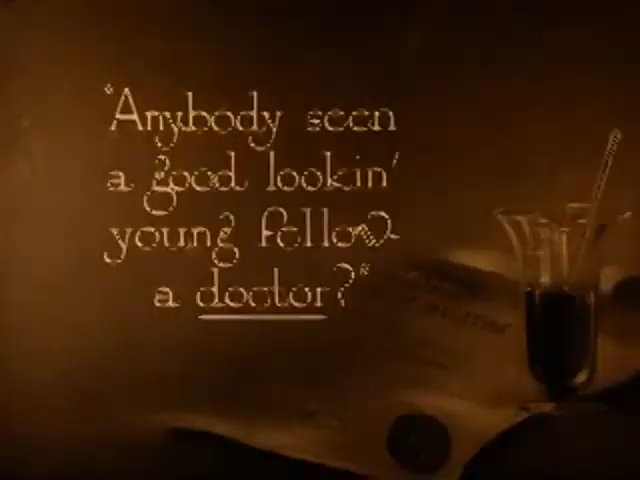 "Anybody seen
a good lookin'
young fellow
a doctor?"